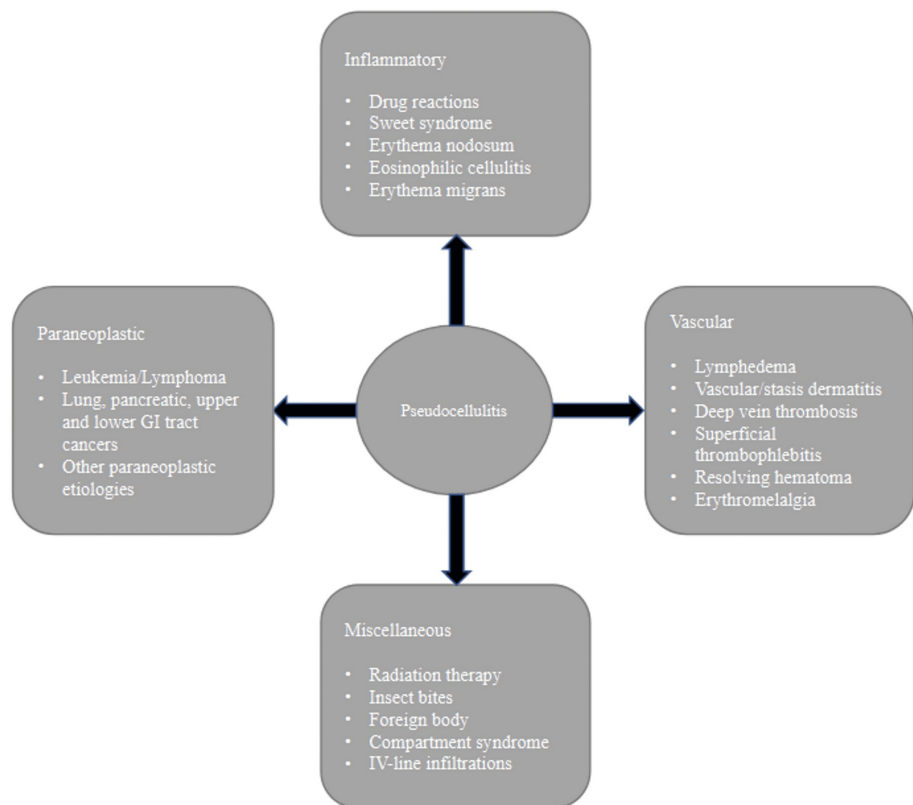 Inflammatory
• Drug reactions
• Sweet syndrome
• Erythema nodosum
• Eosinophilic cellulitis
• Erythema migrans
Paraneoplastic
• Leukemia/Lymphoma
• Lung, pancreatic, upper
and lower GI tract
cancers
• Other paraneoplastic
etiologies
Pseudocellulitis
Vascular
• Lymphedema
• Vascular/stasis dermatitis
• Deep vein thrombosis
• Superficial
thrombophlebitis
• Resolving hematoma
• Erythromelalgia
Miscellaneous
• Radiation therapy
• Insect bites
• Foreign body
• Compartment syndrome
• IV-line infiltrations